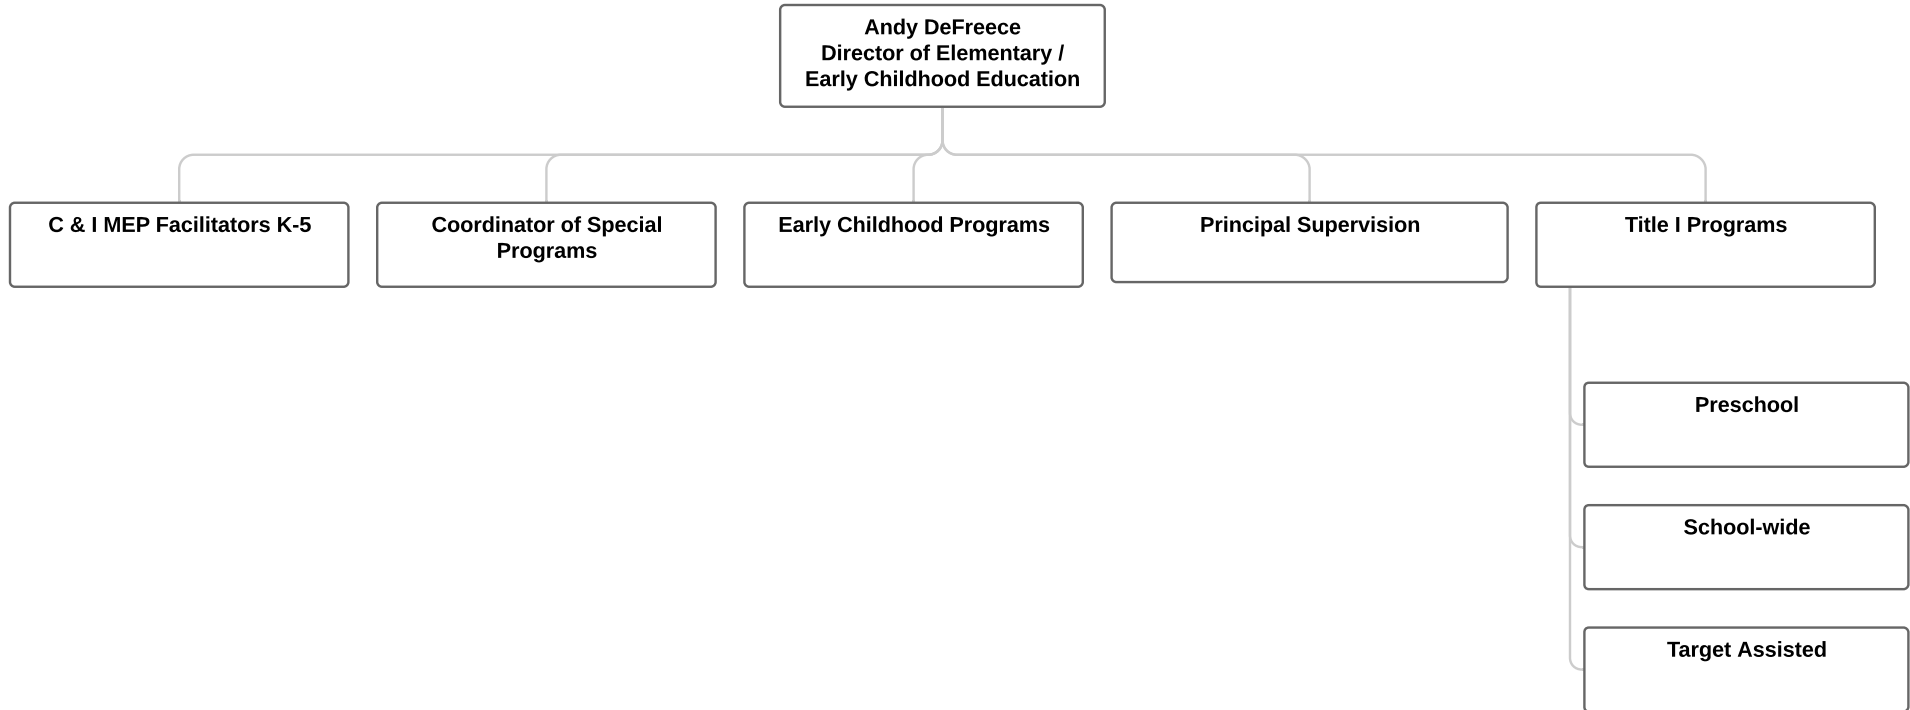 Andy DeFreece
Director of Elementary /
Early Childhood Education
C & I MEP Facilitators K-5
Coordinator of Special
Programs
Early Childhood Programs
Principal Supervision
Title I Programs
Preschool
School-wide
Target Assisted